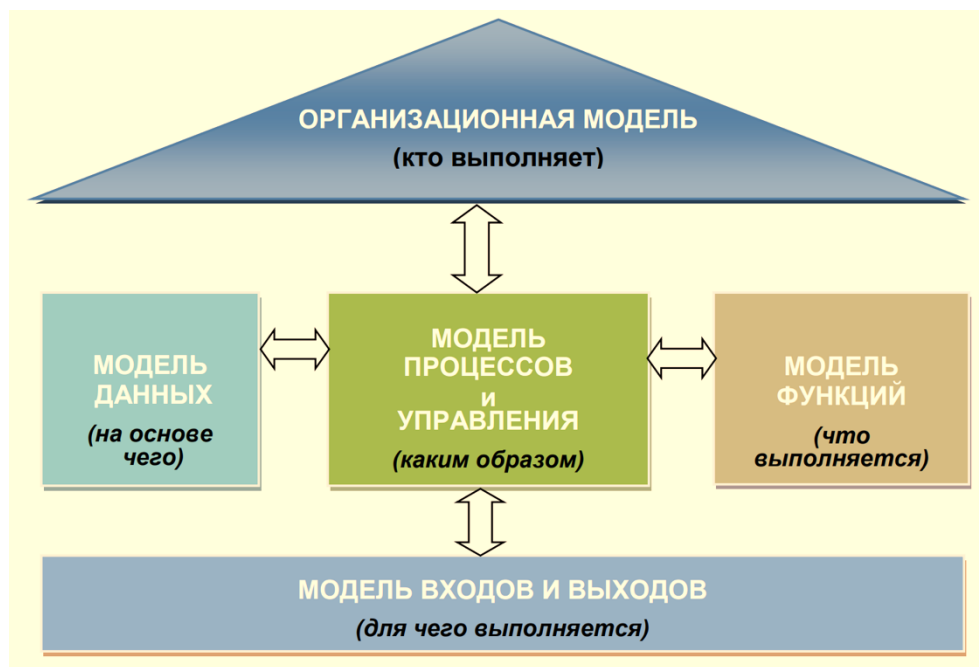 ОРГАНИЗАЦИОННАЯ МОДЕЛЬ
(кто выполняет)
МОДЕЛЬ
ДАННЫХ
(на основе
чего)
МОДЕЛЬ
ПРОЦЕССОВ
и
УПРАВЛЕНИЯ
(каким образом)
МОДЕЛЬ
ФУНКЦИЙ
(что
выполняется)
МОДЕЛЬ ВХОДОВ И ВЫХОДОВ
(для чего выполняется)